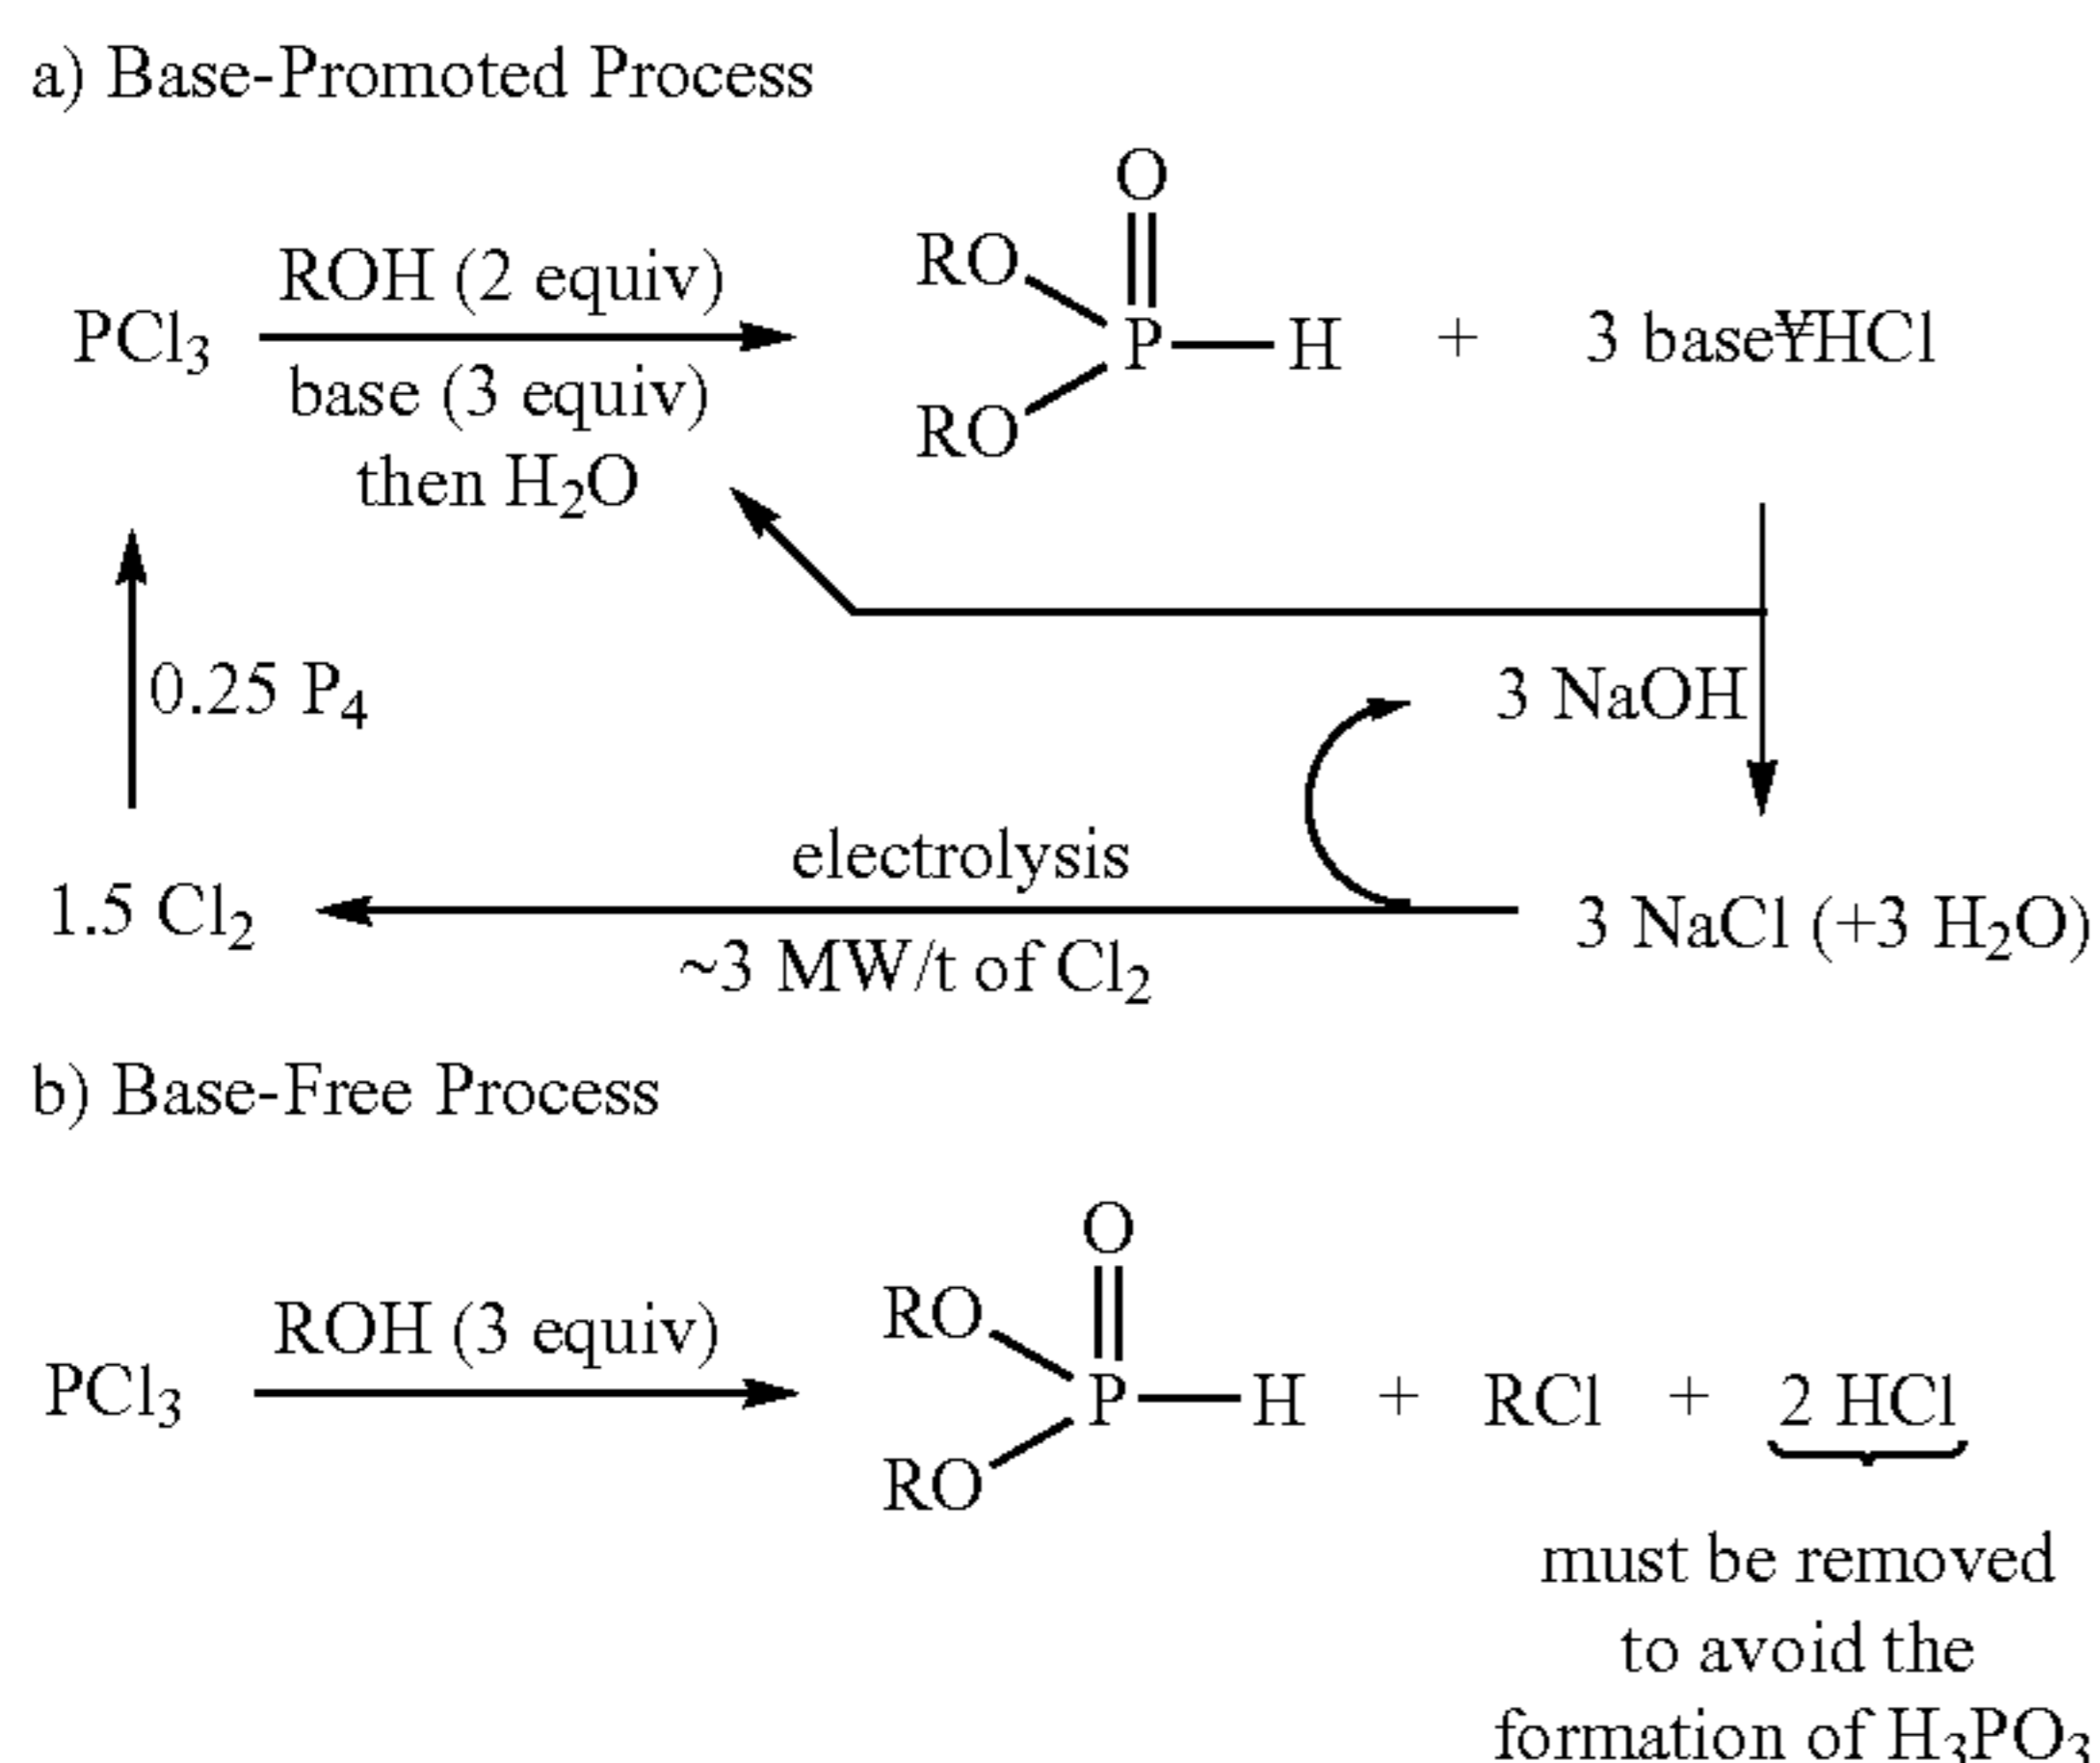 a) Base-Promoted Process
O
ROH (2 equiv)
RO
PCl3
P
H
+
3 base¥HCl
base (3 equiv)
RO
then H2O
0.25 P4
3 NaOH
electrolysis
1.5 Cl2
3 NaCl (+3 H2O)
~3 MW/t of Cl2
b) Base-Free Process
O
ROH (3 equiv)
RO
PCl3
P
H
+
RCl
+
2 HCl
RO
must be removed
to avoid the
formation of H3PO3